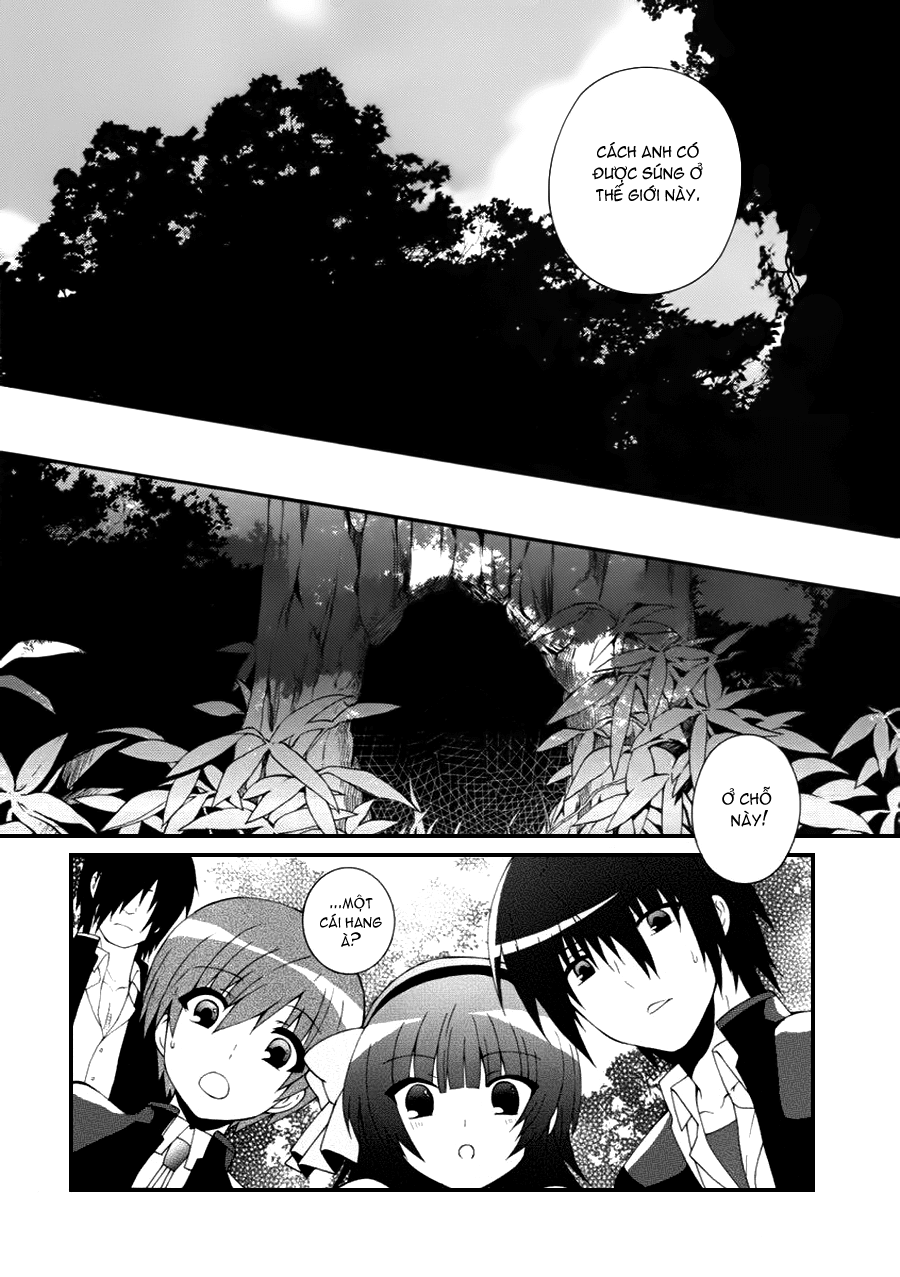 CÁCH ANH CÓ
ĐƯỢC SÚNG Ở
THẾ GIỚI NÀY.
Ở CHỖ
NÀY!
...MỘT
CÁI HANG
À?